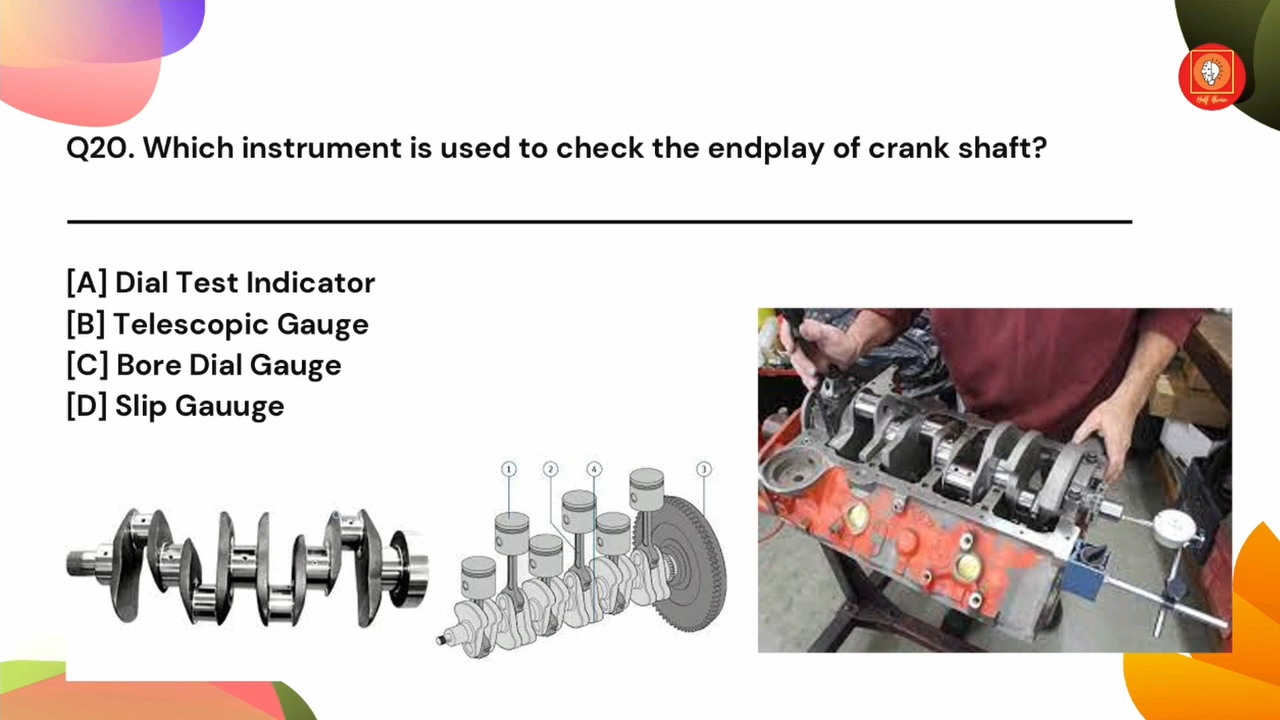 Q20. Which instrument is used to check the endplay of crank shaft?
[A] Dial Test Indicator
[B] Telescopic Gauge
[C] Bore Dial Gauge
[D] Slip Gauuge
1 2 4 3